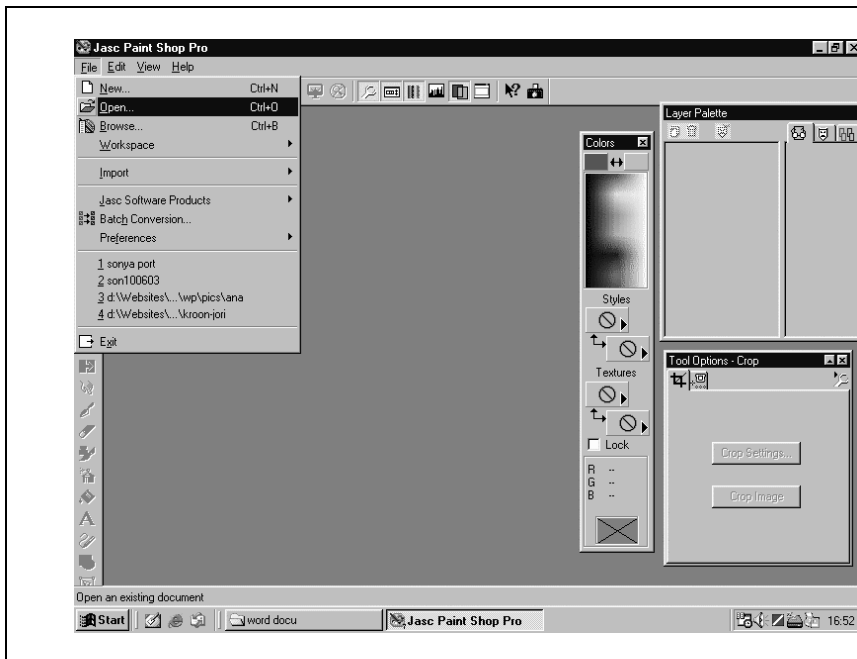 Jasc Paint Shop Pro
File Edit View Help
New... Ctrl+N
Open... Ctrl+O
Browse... Ctrl+B
Workspace
Import
Jasc Software Products
Batch Conversion...
Preferences
1 sonya port
2 son100603
3 d:\Websites\...\wp\pics\ana
4 d:\Websites\...\kroon-jori
Exit
Layer Palette
Colors
Styles
Textures
Lock
R --
G --
B --
Tool Options - Crop
Crop Settings...
Crop Image
A
Open an existing document
Start
word docu
Jasc Paint Shop Pro
16:52